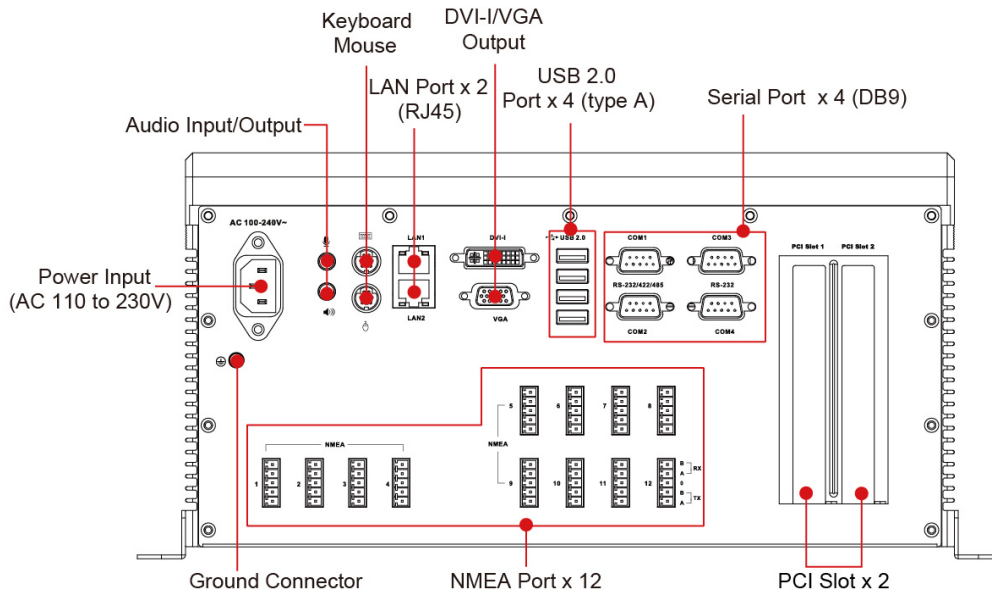 Keyboard
Mouse
DVI-I/VGA
Output
LAN Port x 2
(RJ45)
USB 2.0
Port x 4 (type A)
Serial Port x 4 (DB9)
Audio Input/Output
Power Input
(AC 110 to 230V)
AC 100-240V~
LAN1
LAN2
DVI-I
VGA
USB 2.0
COM1
COM3
RS-232/422/485
RS-232
COM2
COM4
PCI Slot 1
PCI Slot 2
5
6
7
8
NMEA
NMEA
1
2
3
4
9
10
11
12
B
A
RX
0
B
A
TX
Ground Connector
NMEA Port x 12
PCI Slot x 2